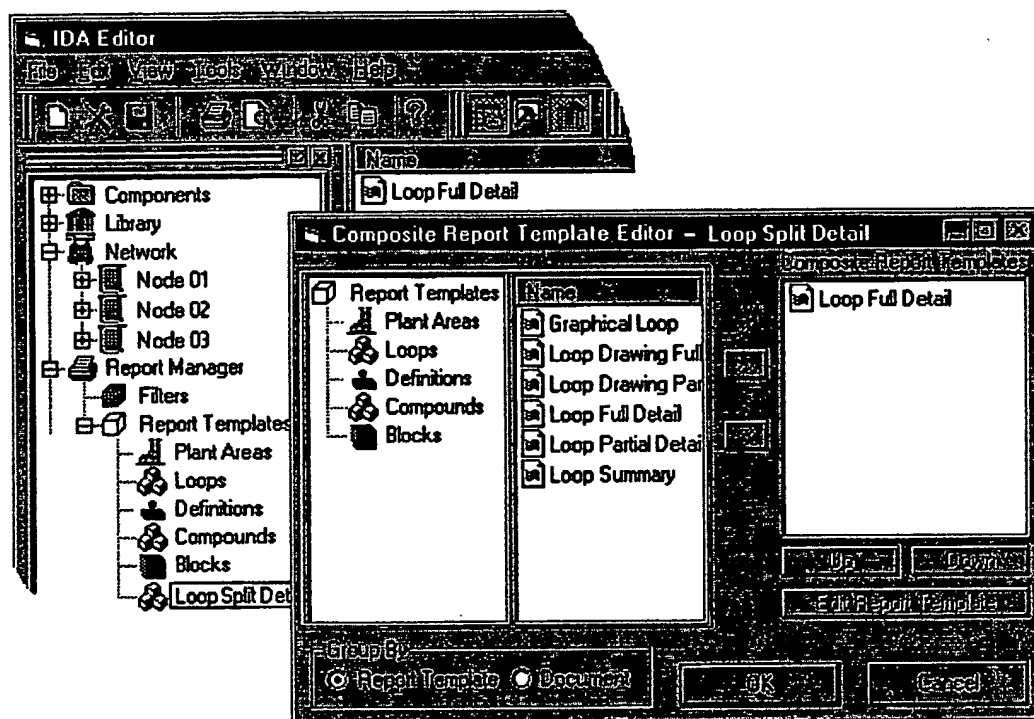 IDA Editor
File Edit View Tools Window Help
Name
Components
Library
Network
Node 01
Node 02
Node 03
Report Manager
Filters
Report Templates
Plant Areas
Loops
Definitions
Compounds
Blocks
Loop Split Det
Loop Full Detail
Composite Report Template Editor - Loop Split Detail
Report Templates
Plant Areas
Loops
Definitions
Compounds
Blocks
Name
Graphical Loop
Loop Drawing Full
Loop Drawing Par
Loop Full Detail
Loop Partial Detai
Loop Summary
Composite Report Templates
Loop Full Detail
Up Down
Edit Report Template
Group By
Report Template Document
OK Cancel